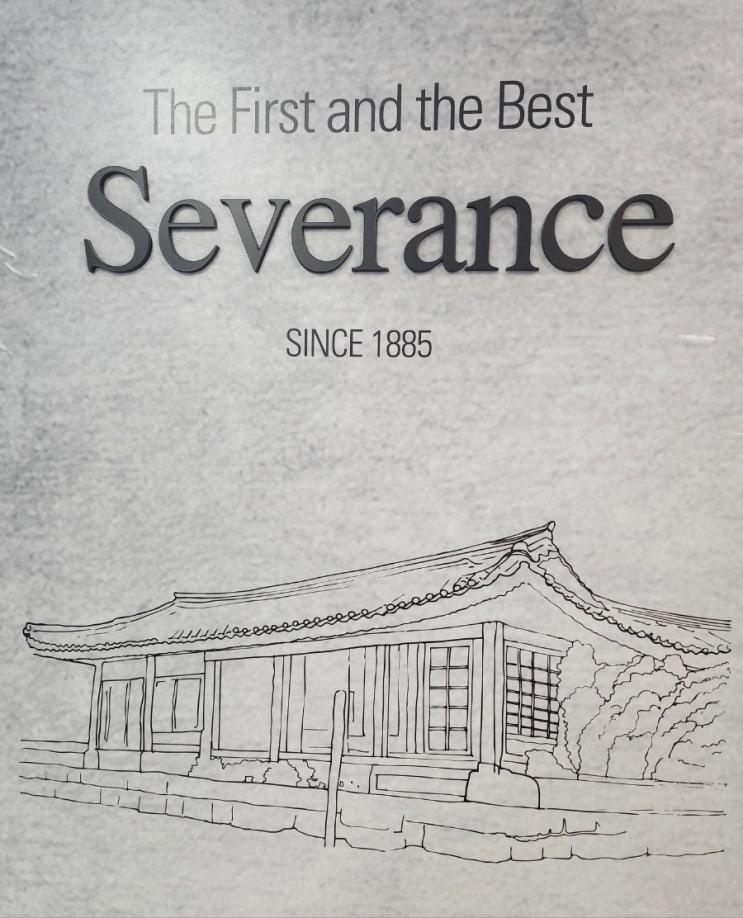 The First and the Best
Severance
SINCE 1885